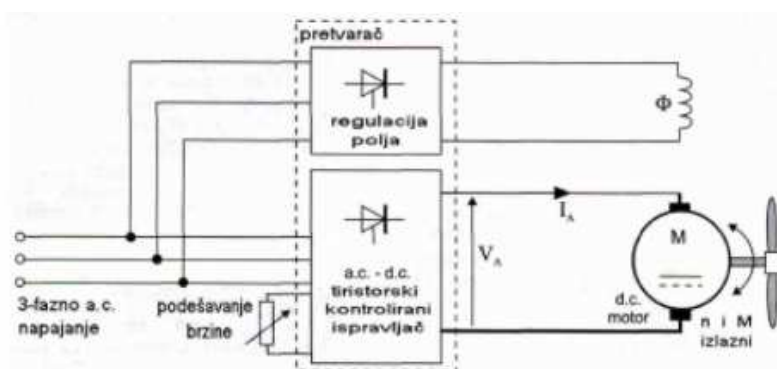 pretvarač
regulacija
polja
Φ
I_A
V_A
M
a.c. - d.c.
tiristorski
kontrolirani
ispravljač
3-fazno a.c.
napajanje
podešavanje
brzine
d.c.
motor
n i M
izlazni